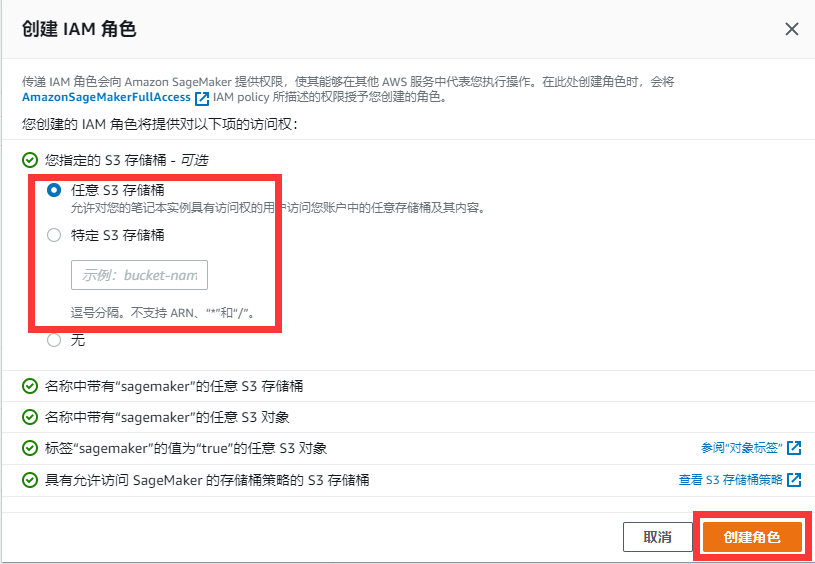 创建 IAM 角色
传递 IAM 角色会向 Amazon SageMaker 提供权限，使其能够在其他 AWS 服务中代表您执行操作。在此处创建角色时，会将
AmazonSageMakerFullAccess IAM policy 所描述的权限授予您创建的角色。
您创建的 IAM 角色将提供对以下项的访问权：
您指定的 S3 存储桶 - 可选
任意 S3 存储桶
允许对您的笔记本实例具有访问权的用户访问您账户中的任意存储桶及其内容。
特定 S3 存储桶
示例：bucket-nam
逗号分隔。不支持 ARN、“*”和“/”。
无
名称中带有“sagemaker”的任意 S3 存储桶
名称中带有“sagemaker”的任意 S3 对象
标签“sagemaker”的值为“true”的任意 S3 对象 参阅“对象标签”
具有允许访问 SageMaker 的存储桶策略的 S3 存储桶 查看 S3 存储桶策略
取消 创建角色